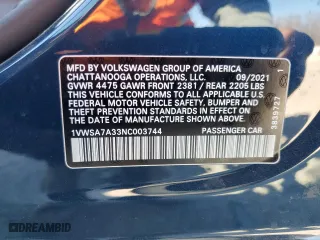 MFD BY VOLKSWAGEN GROUP OF AMERICA
CHATTANOOGA OPERATIONS, LLC. 09/2021
GVWR 4475 GAWR FRONT 2381 / REAR 2205 LBS
THIS VEHICLE CONFORMS TO ALL APPLICABLE
FEDERAL MOTOR VEHICLE SAFETY, BUMPER AND
THEFT PREVENTION STANDARDS IN EFFECT ON
THE DATE OF MANUFACTURE SHOWN ABOVE.
1VWSA7A33NC003744 PASSENGER CAR
3859727 1
DREAMBID